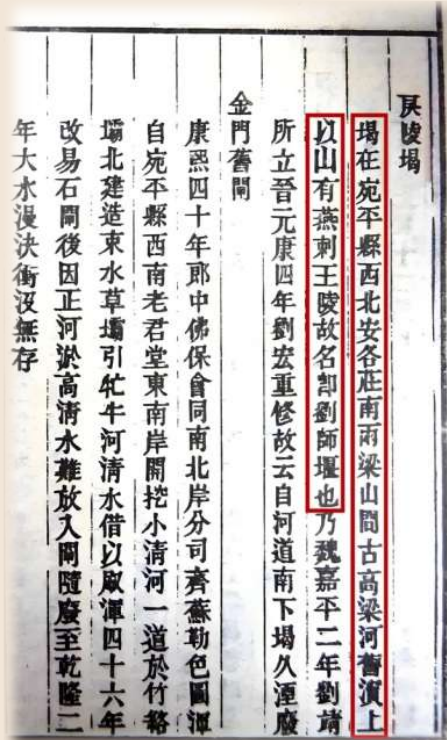 戾陵堨
堨在宛平縣西北安各莊南兩梁山間古高梁河舊瀆上
以山有燕刺王陵故名卽劉師堰也乃魏嘉平二年劉靖
所立晉元康四年劉宏重修故云自河道南下堨久湮廢
金門舊閘
康熙四十年郎中佛保會同南北岸分司齊蘇勒色圖渾
自宛平縣西南老君堂東南岸開挖小清河一道於竹絡
壩北建造束水草壩引牤牛河清水借以敵渾四十六年
改易石閘後因正河淤高清水難放入閘隨廢至乾隆二
年大水漫決衝沒無存